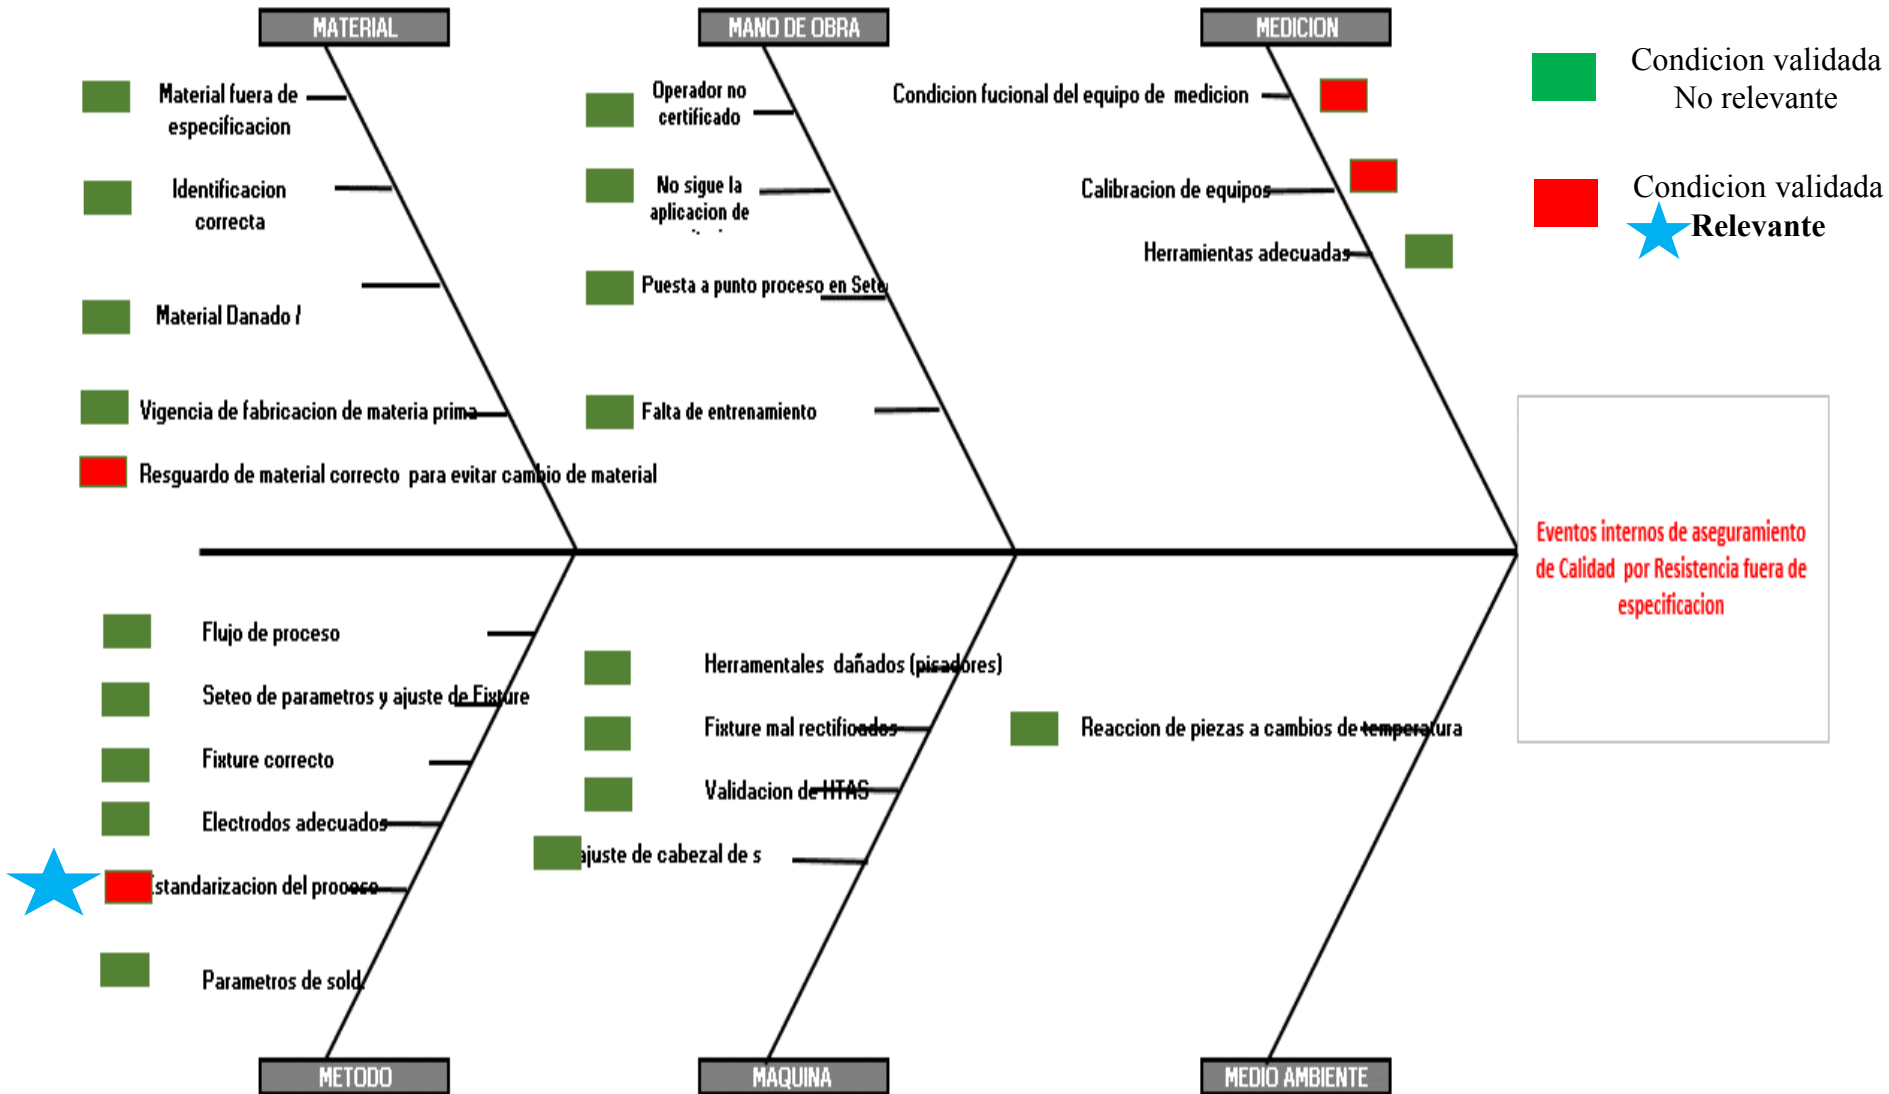 MATERIAL
Material fuera de
especificacion
Identificacion
correcta
Material Danado /
Vigencia de fabricacion de materia prima
Resguardo de material correcto para evitar cambio de material
MANO DE OBRA
Operador no
certificado
No sigue la
aplicacion de
Puesta a punto proceso en Sete
Falta de entrenamiento
MEDICION
Condicion fucional del equipo de medicion
Calibracion de equipos
Herramientas adecuadas
Condicion validada
No relevante
Condicion validada
Relevante
Eventos internos de aseguramiento
de Calidad por Resistencia fuera de
especificacion
Flujo de proceso
Seteo de parametros y ajuste de Fixture
Fixture correcto
Electrodos adecuados
standarizacion del proceso
Parametros de sold.
METODO
Herramentales dañados (pisadores)
Fixture mal rectificados
Validacion de HTAS
ajuste de cabezal de s
MAQUINA
Reaccion de piezas a cambios de temperatura
MEDIO AMBIENTE